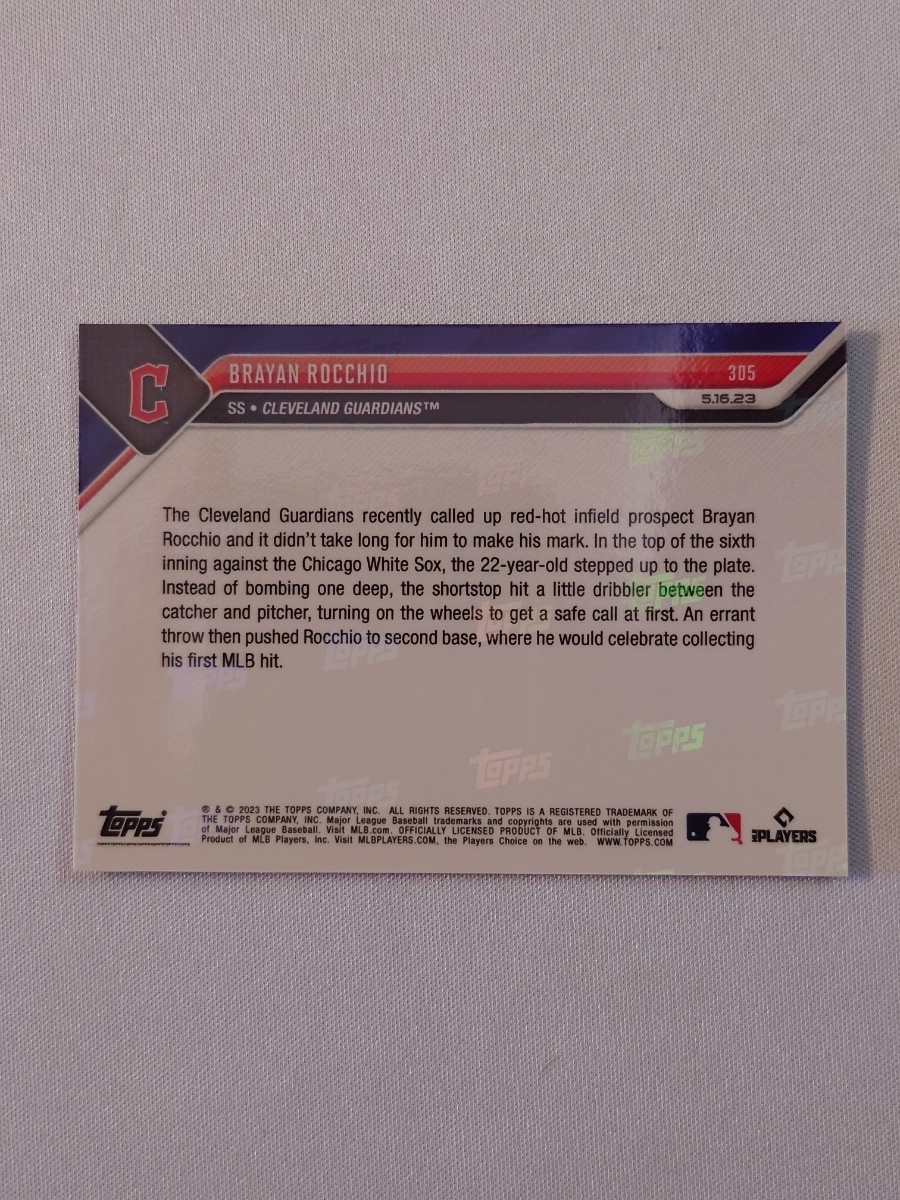 C
BRAYAN ROCCHIO
305
SS • CLEVELAND GUARDIANS™
5.16.23
The Cleveland Guardians recently called up red-hot infield prospect Brayan
Rocchio and it didn't take long for him to make his mark. In the top of the sixth
inning against the Chicago White Sox, the 22-year-old stepped up to the plate.
Instead of bombing one deep, the shortstop hit a little dribbler between the
catcher and pitcher, turning on the wheels to get a safe call at first. An errant
throw then pushed Rocchio to second base, where he would celebrate collecting
his first MLB hit.
Topps
Topps
Topps
Topps
Topps
Topps
Topps
Topps
Topps®
® & © 2023 THE TOPPS COMPANY, INC. ALL RIGHTS RESERVED. TOPPS IS A REGISTERED TRADEMARK OF
THE TOPPS COMPANY, INC. Major League Baseball trademarks and copyrights are used with permission
of Major League Baseball. Visit MLB.com. OFFICIALLY LICENSED PRODUCT OF MLB. Officially Licensed
Product of MLB Players, Inc. Visit MLBPLAYERS.COM, the Players Choice on the web. WWW.TOPPS.COM
PLAYERS